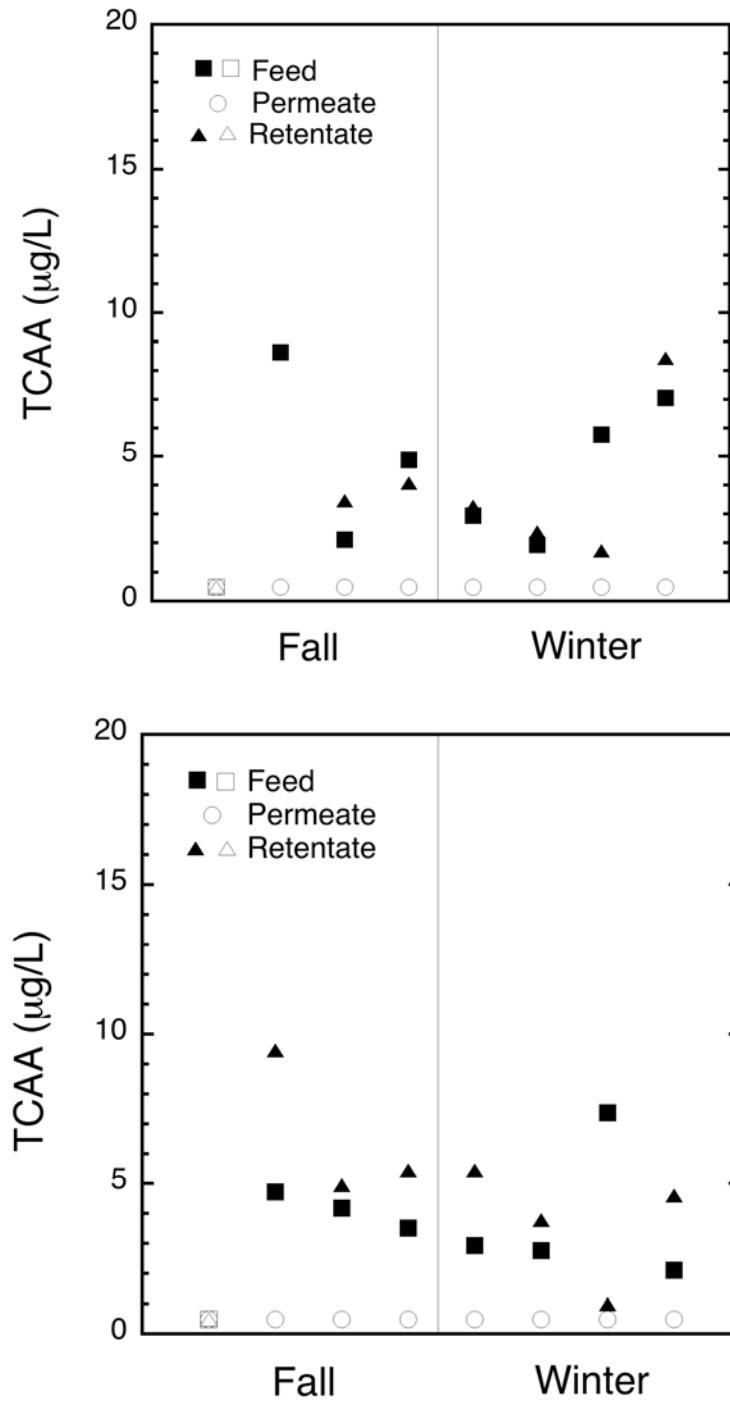 20
15
10
5
0
TCAA (µg/L)
Feed
Permeate
Retentate
Fall
Winter
20
15
10
5
0
TCAA (µg/L)
Feed
Permeate
Retentate
Fall
Winter